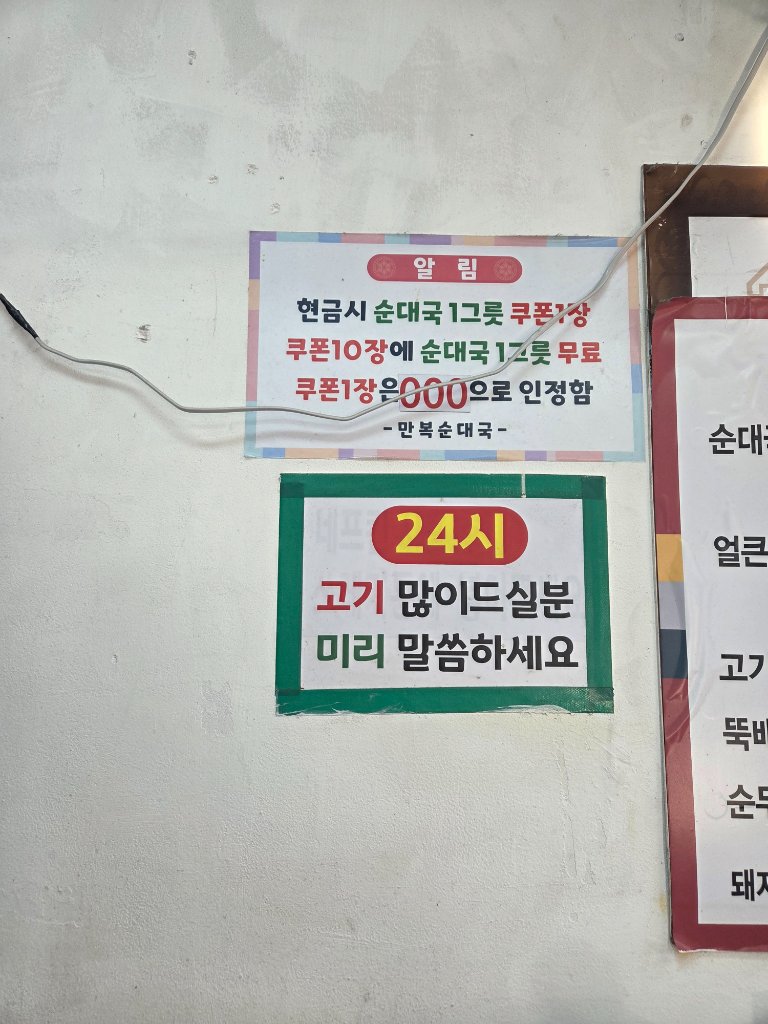 알 림
현금시 순대국 1그릇 쿠폰1장
쿠폰10장에 순대국 1그릇 무료
쿠폰1장은000으로 인정함
-만복순대국-
24시
고기 많이드실분
미리 말씀하세요
순대
얼큰
고기
뚝배
순두
돼지